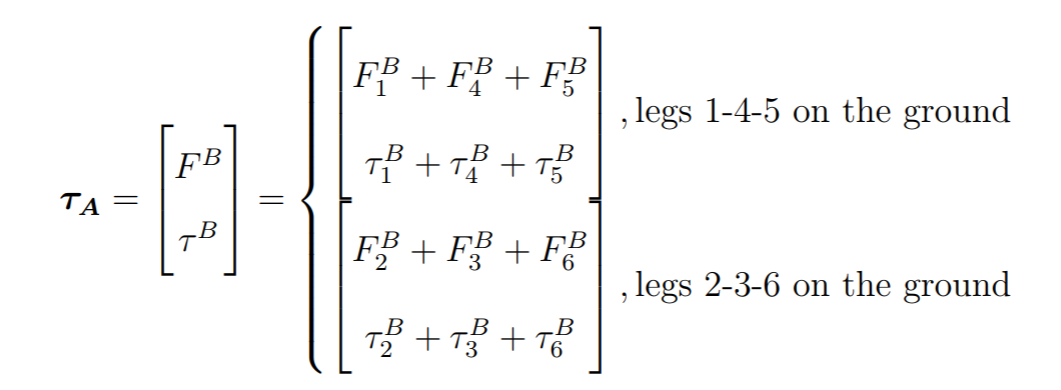 τ_A = [F^B; τ^B] = { [F_1^B + F_4^B + F_5^B; τ_1^B + τ_4^B + τ_5^B] , legs 1-4-5 on the ground
[F_2^B + F_3^B + F_6^B; τ_2^B + τ_3^B + τ_6^B] , legs 2-3-6 on the ground